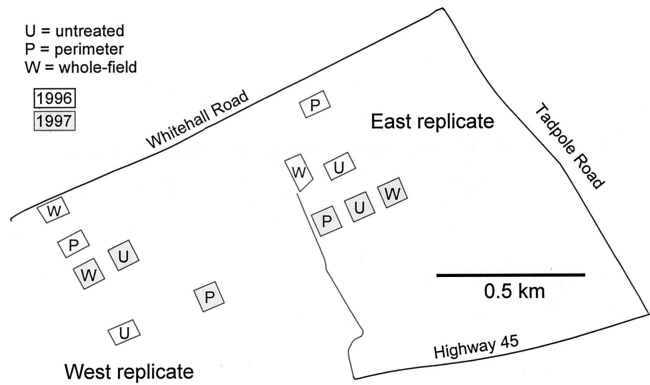 U = untreated
P = perimeter
W = whole-field
1996
1997
Whitehall Road
P
East replicate
Tadpole Road
W
U
W
P
U
W
P
U
W
P
0.5 km
U
Highway 45
West replicate